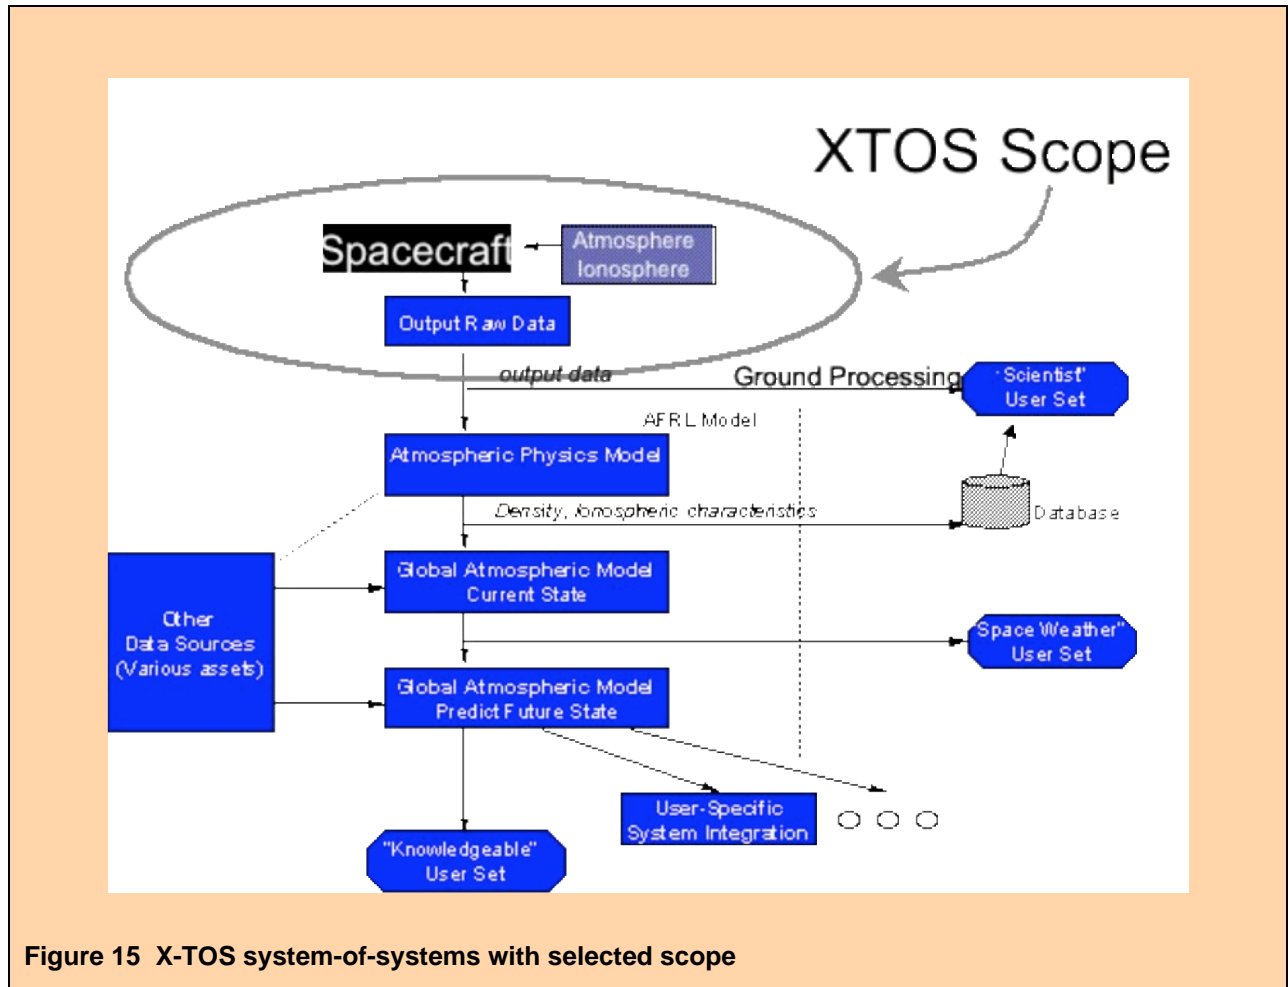 XTOS Scope
Spacecraft
Atmosphere
Ionosphere
Output Raw Data
output data
Ground Processing
"Scientist"
User Set
AFRL Model
Atmospheric Physics Model
Density, Ionospheric characteristics
Database
Global Atmospheric Model
Current State
Other
Data Sources
(Various assets)
Space Weather"
User Set
Global Atmospheric Model
Predict Future State
User-Specific
System Integration
"Knowledgeable"
User Set
Figure 15 X-TOS system-of-systems with selected scope